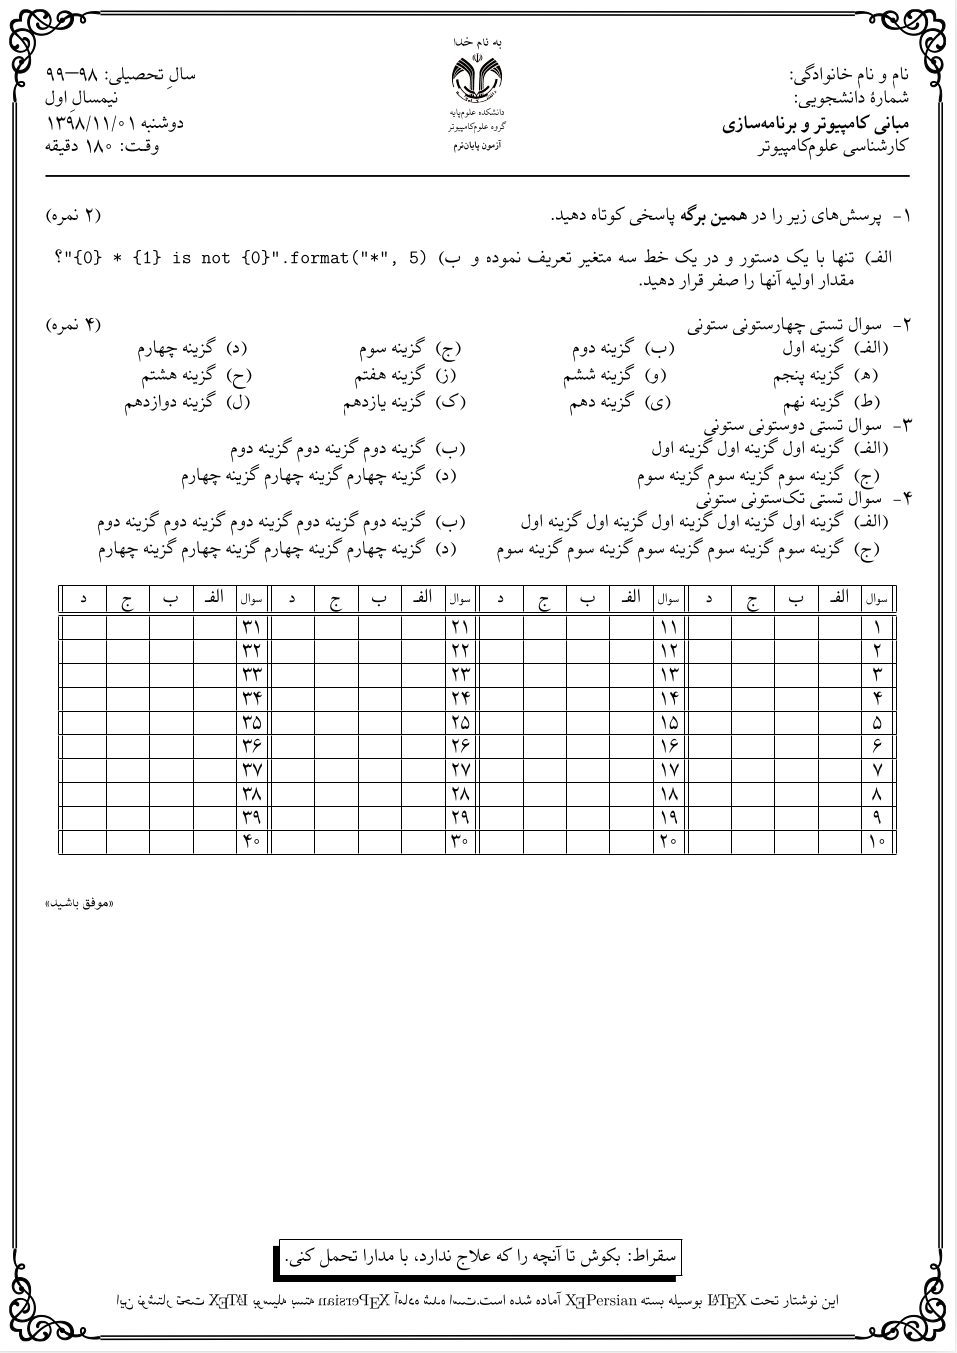 به نام خدا
نام و نام خانوادگی:
شمارهٔ دانشجویی:
مبانی کامپیوتر و برنامه‌سازی
کارشناسی علوم‌کامپیوتر
دانشکده علوم‌پایه
گروه علوم‌کامپیوتر
آزمون پایان‌ترم
سالِ تحصیلی: ۹۸–۹۹
نیمسالِ اول
دوشنبه ۱۳۹۸/۱۱/۰۱
وقت: ۱۸۰ دقیقه
۱- پرسش‌های زیر را در همین برگه پاسخی کوتاه دهید. (۲ نمره)
الف) تنها با یک دستور و در یک خط سه متغیر تعریف نموده و
مقدار اولیه آنها را صفر قرار دهید.
ب) "{0} * {1} is not {0}".format("*", 5)؟
۲- سوال تستی چهارستونی ستونی (۴ نمره)
(الف) گزینه اول (ب) گزینه دوم (ج) گزینه سوم (د) گزینه چهارم
(ه) گزینه پنجم (و) گزینه ششم (ز) گزینه هفتم (ح) گزینه هشتم
(ط) گزینه نهم (ی) گزینه دهم (ک) گزینه یازدهم (ل) گزینه دوازدهم
۳- سوال تستی دوستونی ستونی
(الف) گزینه اول گزینه اول گزینه اول (ب) گزینه دوم گزینه دوم گزینه دوم
(ج) گزینه سوم گزینه سوم گزینه سوم (د) گزینه چهارم گزینه چهارم گزینه چهارم
۴- سوال تستی تک‌ستونی ستونی
(الف) گزینه اول گزینه اول گزینه اول گزینه اول گزینه اول (ب) گزینه دوم گزینه دوم گزینه دوم گزینه دوم گزینه دوم
(ج) گزینه سوم گزینه سوم گزینه سوم گزینه سوم گزینه سوم (د) گزینه چهارم گزینه چهارم گزینه چهارم گزینه چهارم
سوال الف ب ج د سوال الف ب ج د سوال الف ب ج د سوال الف ب ج د
۱ ۱۱ ۲۱ ۳۱
۲ ۱۲ ۲۲ ۳۲
۳ ۱۳ ۲۳ ۳۳
۴ ۱۴ ۲۴ ۳۴
۵ ۱۵ ۲۵ ۳۵
۶ ۱۶ ۲۶ ۳۶
۷ ۱۷ ۲۷ ۳۷
۸ ۱۸ ۲۸ ۳۸
۹ ۱۹ ۲۹ ۳۹
۱۰ ۲۰ ۳۰ ۴۰
«موفق باشید»
سقراط: بکوش تا آنچه را که علاج ندارد، با مدارا تحمل کنی.
این نوشتار تحت LATEX بوسیله بسته XEPersian آماده شده است.این نوشتار تحت LATEX بوسیله بسته XEPersian آماده شده است.